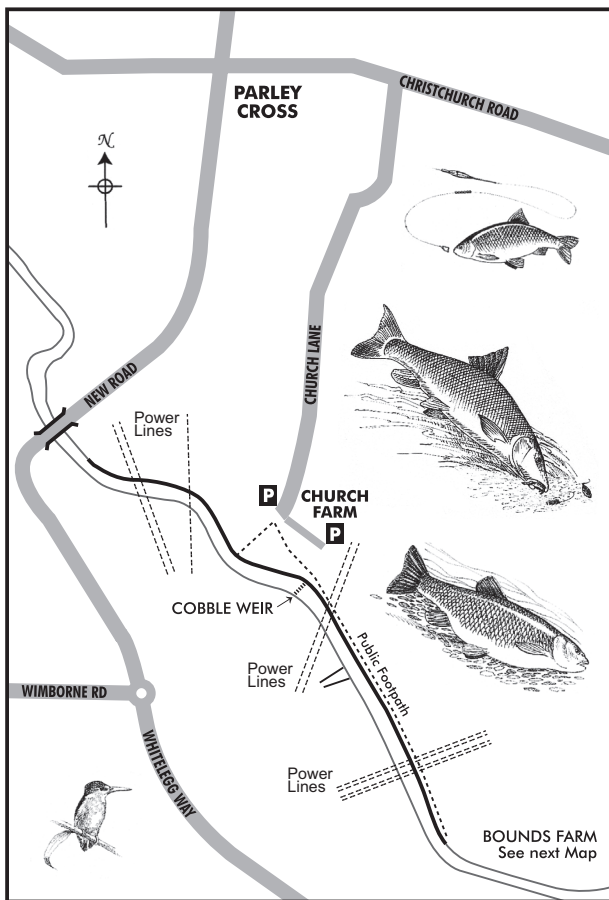 PARLEY
CROSS
CHRISTCHURCH ROAD
N
NEW ROAD
CHURCH LANE
Power
Lines
P
CHURCH
FARM
P
COBBLE WEIR
Public Footpath
Power
Lines
WIMBORNE RD
WHITELEGG WAY
Power
Lines
BOUNDS FARM
See next Map